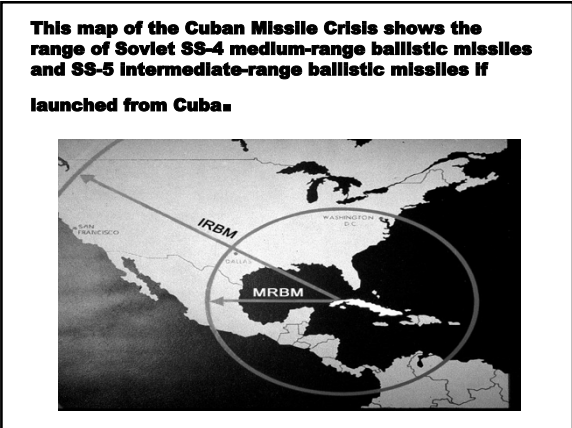 This map of the Cuban Missile Crisis shows the
range of Soviet SS-4 medium-range ballistic missiles
and SS-5 intermediate-range ballistic missiles if
launched from Cuba.
WASHINGTON
D.C.
SAN
FRANCISCO
IRBM
DALLAS
MRBM